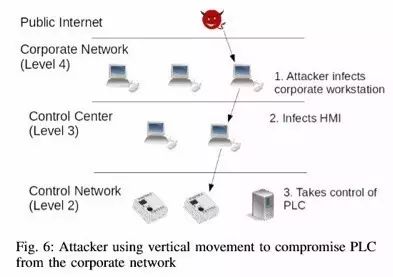 Public Internet
Corporate Network
(Level 4)
1. Attacker infects
corporate workstation
Control Center
(Level 3)
2. Infects HMI
Control Network
(Level 2)
3. Takes control of
PLC
Fig. 6: Attacker using vertical movement to compromise PLC
from the corporate network